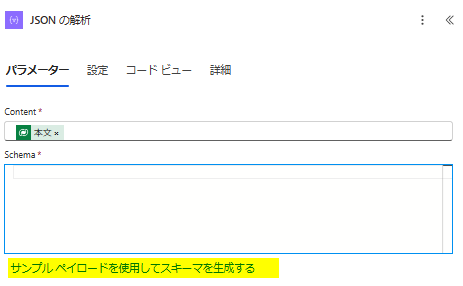 JSON の解析
パラメーター 設定 コード ビュー 詳細
Content *
本文 ×
Schema *
サンプル ペイロードを使用してスキーマを生成する